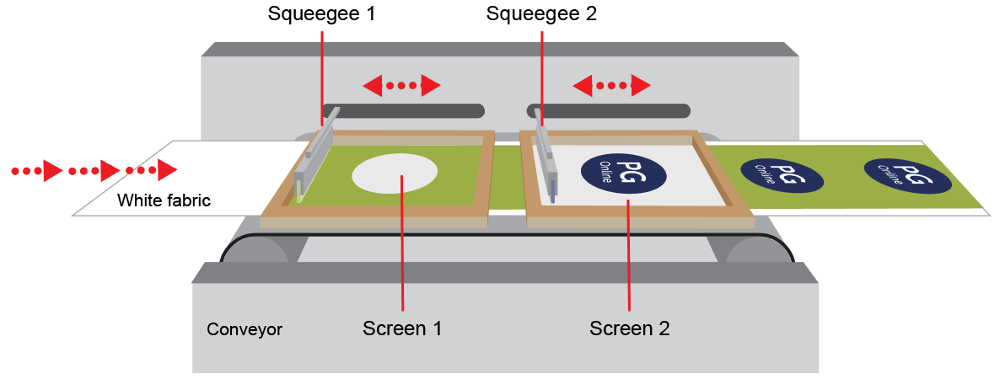 Squeegee 1
Squeegee 2
White fabric
PG
Online
PG
Online
PG
Online
Conveyor
Screen 1
Screen 2